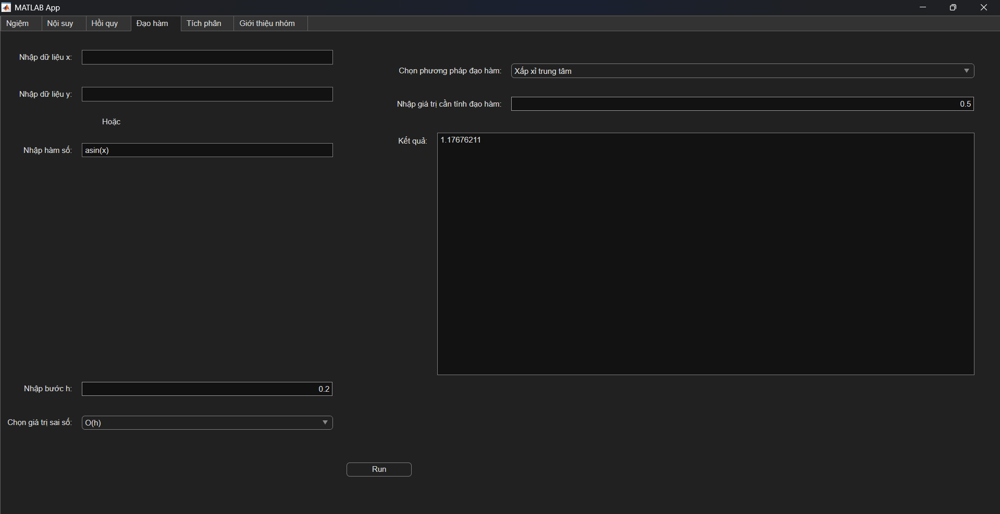 MATLAB App
Ngiệm Nội suy Hồi quy Đạo hàm Tích phân Giới thiệu nhóm
Nhập dữ liệu x:
Nhập dữ liệu y:
Hoặc
Nhập hàm số: asin(x)
Nhập bước h: 0.2
Chọn giá trị sai số: O(h)
Chọn phương pháp đạo hàm: Xấp xỉ trung tâm
Nhập giá trị cần tính đạo hàm: 0.5
Kết quả: 1.17676211
Run